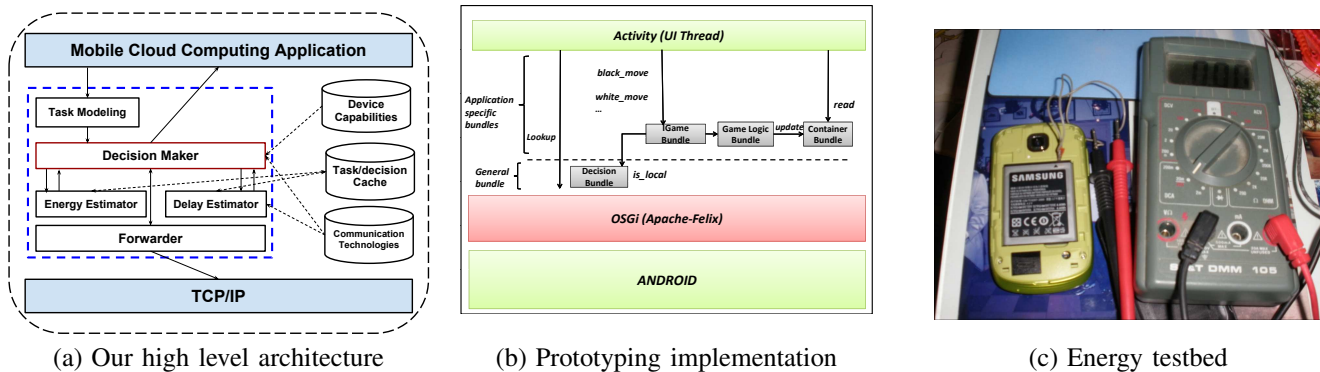 Mobile Cloud Computing Application
Task Modeling
Decision Maker
Energy Estimator
Delay Estimator
Forwarder
TCP/IP
Device
Capabilities
Task/decision
Cache
Communication
Technologies
(a) Our high level architecture
Activity (UI Thread)
Application
specific
bundles
Lookup
black_move
white_move
...
read
IGame
Bundle
Game Logic
Bundle
update
Container
Bundle
General
bundle
Decision
Bundle
is_local
OSGi (Apache-Felix)
ANDROID
(b) Prototyping implementation
SAMSUNG
DMM 105
(c) Energy testbed